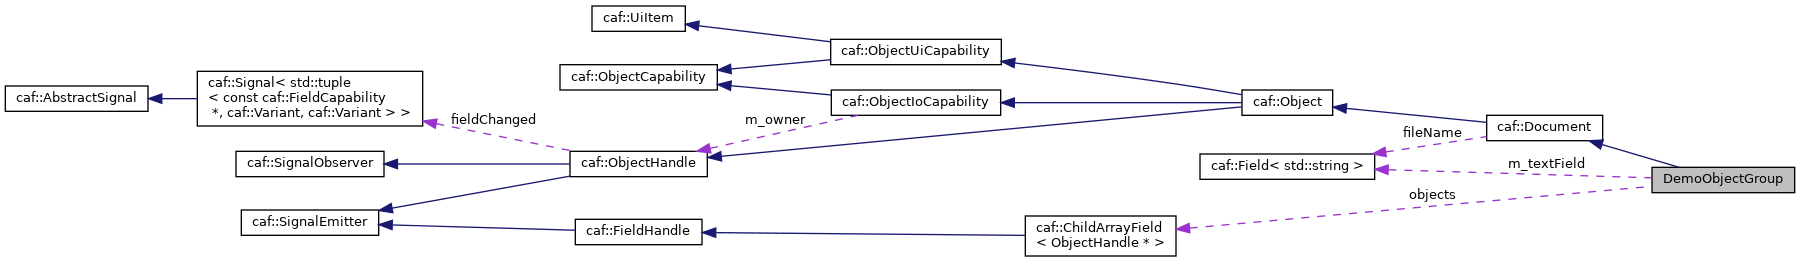 caf::UiItem
caf::ObjectUiCapability
caf::ObjectCapability
caf::Signal< std::tuple
< const caf::FieldCapability
*, caf::Variant, caf::Variant > >
caf::AbstractSignal
caf::ObjectIoCapability
caf::Object
fieldChanged
m_owner
caf::Document
fileName
caf::SignalObserver
caf::ObjectHandle
caf::Field< std::string >
m_textField
DemoObjectGroup
objects
caf::SignalEmitter
caf::FieldHandle
caf::ChildArrayField
< ObjectHandle * >